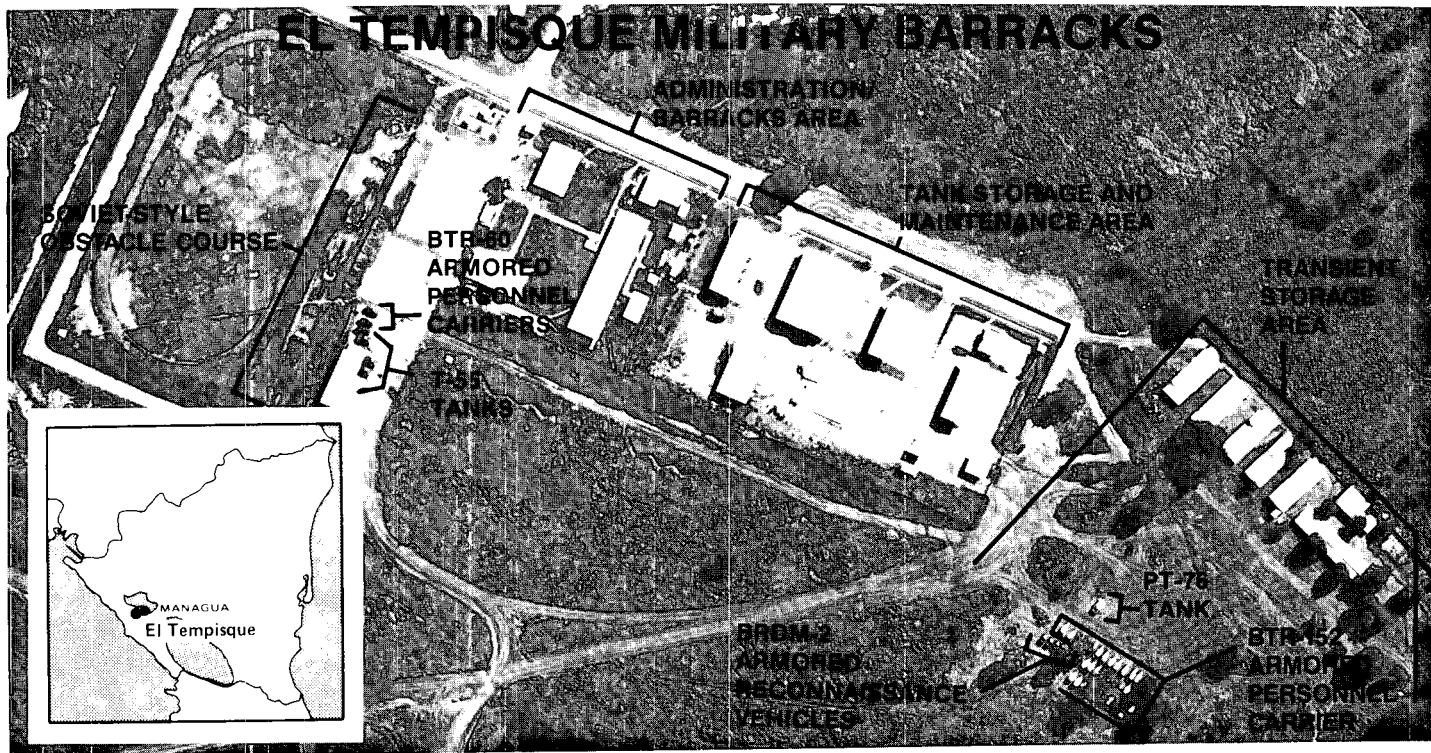 EL TEMPISQUE MILITARY BARRACKS
ADMINISTRATION/
BARRACKS AREA
TANK STORAGE AND
MAINTENANCE AREA
SOVIET-STYLE
OBSTACLE COURSE
BTR-60
ARMORED
PERSONNEL
CARRIERS
T-55
TANKS
TRANSIENT
STORAGE
AREA
MANAGUA
El Tempisque
PT-76
TANK
BRDM-2
ARMORED
RECONNAISSANCE
VEHICLES
BTR-152
ARMORED
PERSONNEL
CARRIER